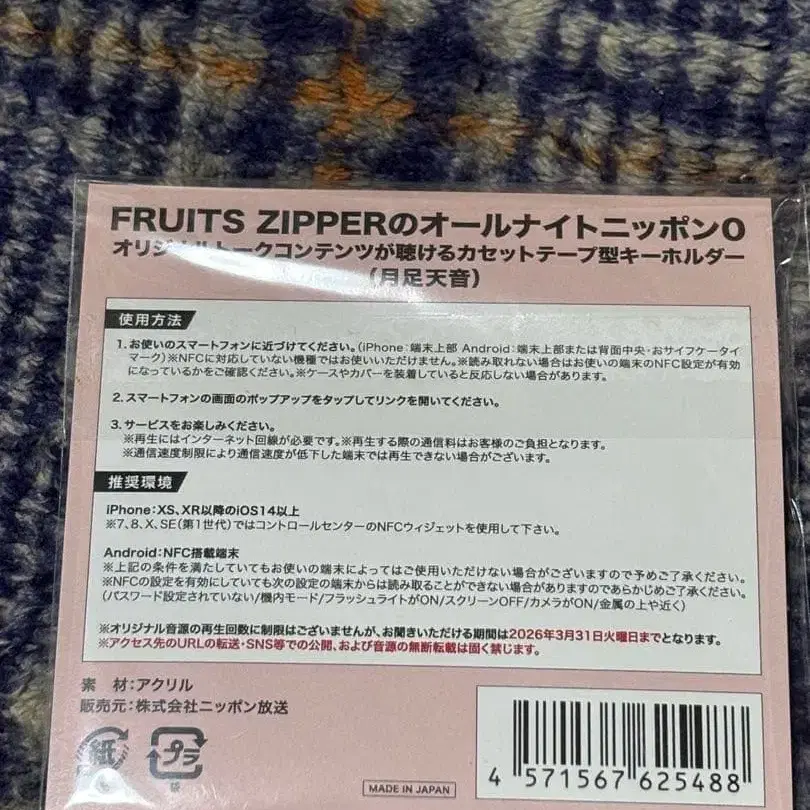 FRUITS ZIPPERのオールナイトニッポン0
オリジナルトークコンテンツが聴けるカセットテープ型キーホルダー
（月足天音）
使用方法
1.お使いのスマートフォンに近づけてください。（iPhone：端末上部 Android：端末上部または背面中央・おサイフケータイ
マーク）※NFCに対応していない機種ではお使いいただけません。※読み取れない場合はお使いの端末のNFC設定が有効
になっているかをご確認ください。※ケースやカバーを装着していると反応しない場合があります。
2.スマートフォンの画面のポップアップをタップしてリンクを開いてください。
3.サービスをお楽しみください。
※再生にはインターネット回線が必要です。※再生する際の通信料はお客様のご負担となります。
※通信速度制限により通信速度が低下した端末では再生できない場合がございます。
推奨環境
iPhone：XS、XR以降のiOS14以上
※7、8、X、SE（第1世代）ではコントロールセンターのNFCウィジェットを使用して下さい。
Android：NFC搭載端末
※上記の条件を満たしていてもお使いの端末によってはご使用いただけない場合がございますので予めご了承ください。
※NFCの設定を有効にしていても次の設定の端末からは読み取ることができない場合がありますのであらかじめご了承ください。
（パスワード設定されていない/機内モード/フラッシュライトがON/スクリーンOFF/カメラがON/金属の上や近く）
※オリジナル音源の再生回数に制限はございませんが、お聞きいただける期間は2026年3月31日火曜日までとなります。
※アクセス先のURLの転送・SNS等での公開、および音源の無断転載は固く禁じます。
素 材：アクリル
販売元：株式会社ニッポン放送
紙
プラ
袋
MADE IN JAPAN
4 571567 625488